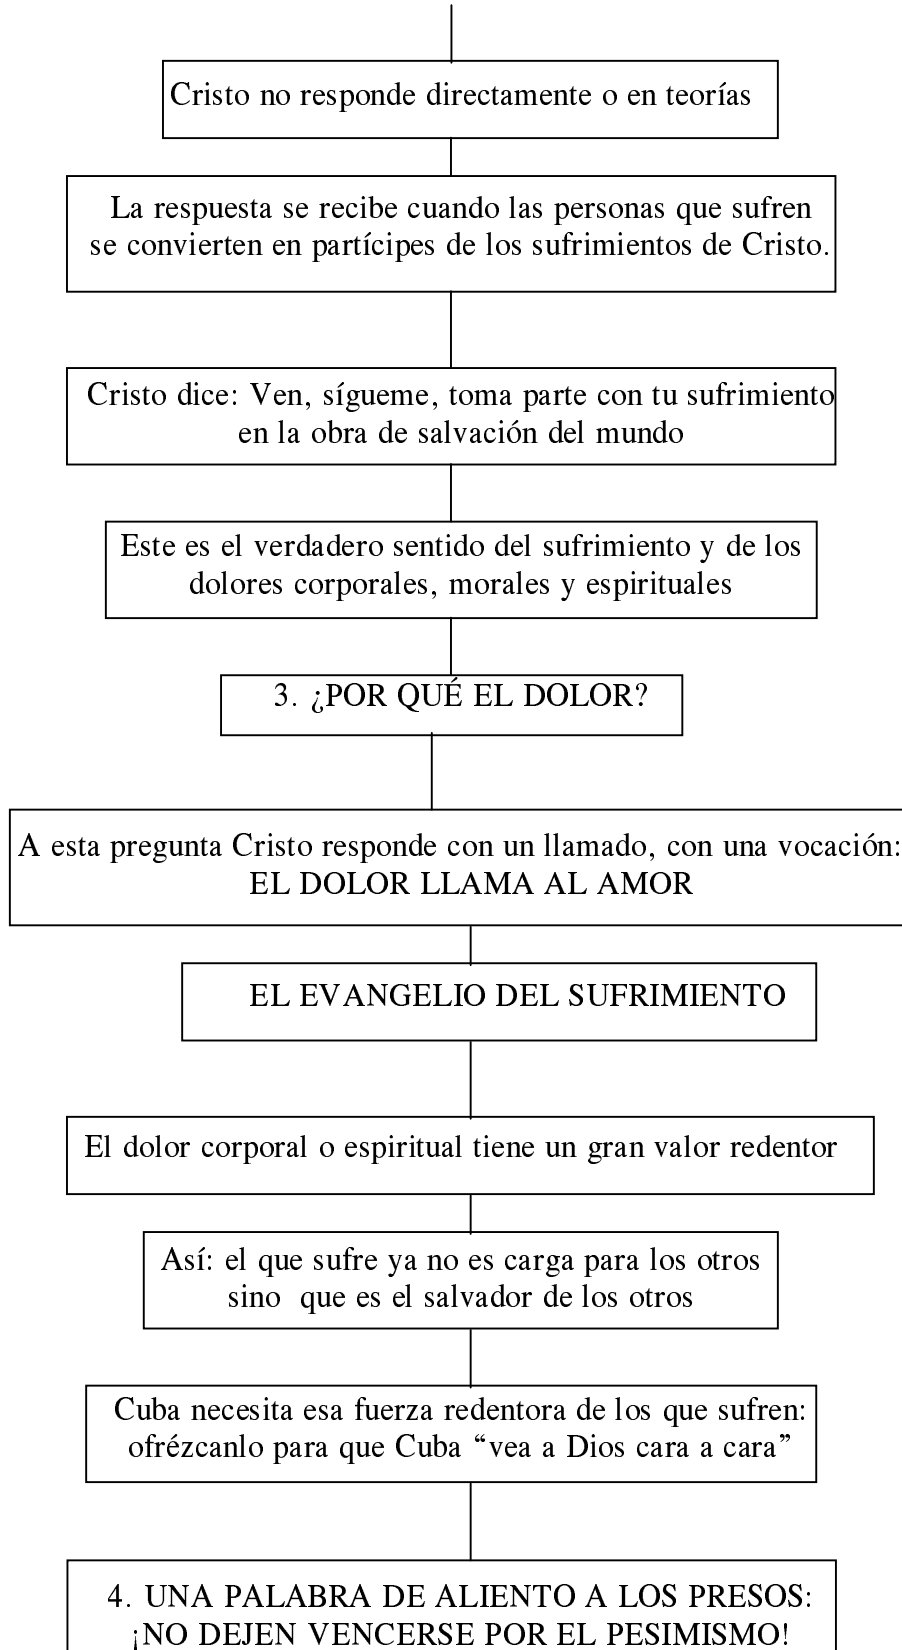 Cristo no responde directamente o en teorías
La respuesta se recibe cuando las personas que sufren
se convierten en partícipes de los sufrimientos de Cristo.
Cristo dice: Ven, sígueme, toma parte con tu sufrimiento
en la obra de salvación del mundo
Este es el verdadero sentido del sufrimiento y de los
dolores corporales, morales y espirituales
3. ¿POR QUÉ EL DOLOR?
A esta pregunta Cristo responde con un llamado, con una vocación:
EL DOLOR LLAMA AL AMOR
EL EVANGELIO DEL SUFRIMIENTO
El dolor corporal o espiritual tiene un gran valor redentor
Así: el que sufre ya no es carga para los otros
sino que es el salvador de los otros
Cuba necesita esa fuerza redentora de los que sufren:
ofrézcanlo para que Cuba “vea a Dios cara a cara”
4. UNA PALABRA DE ALIENTO A LOS PRESOS:
¡NO DEJEN VENCERSE POR EL PESIMISMO!